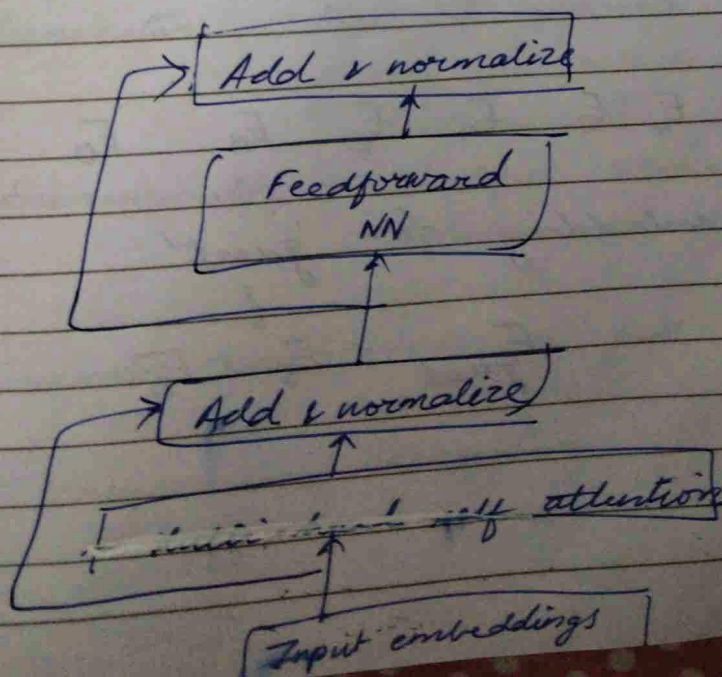 Add & normalize
Feedforward
NN
Add & normalize
self attention
Input embeddings